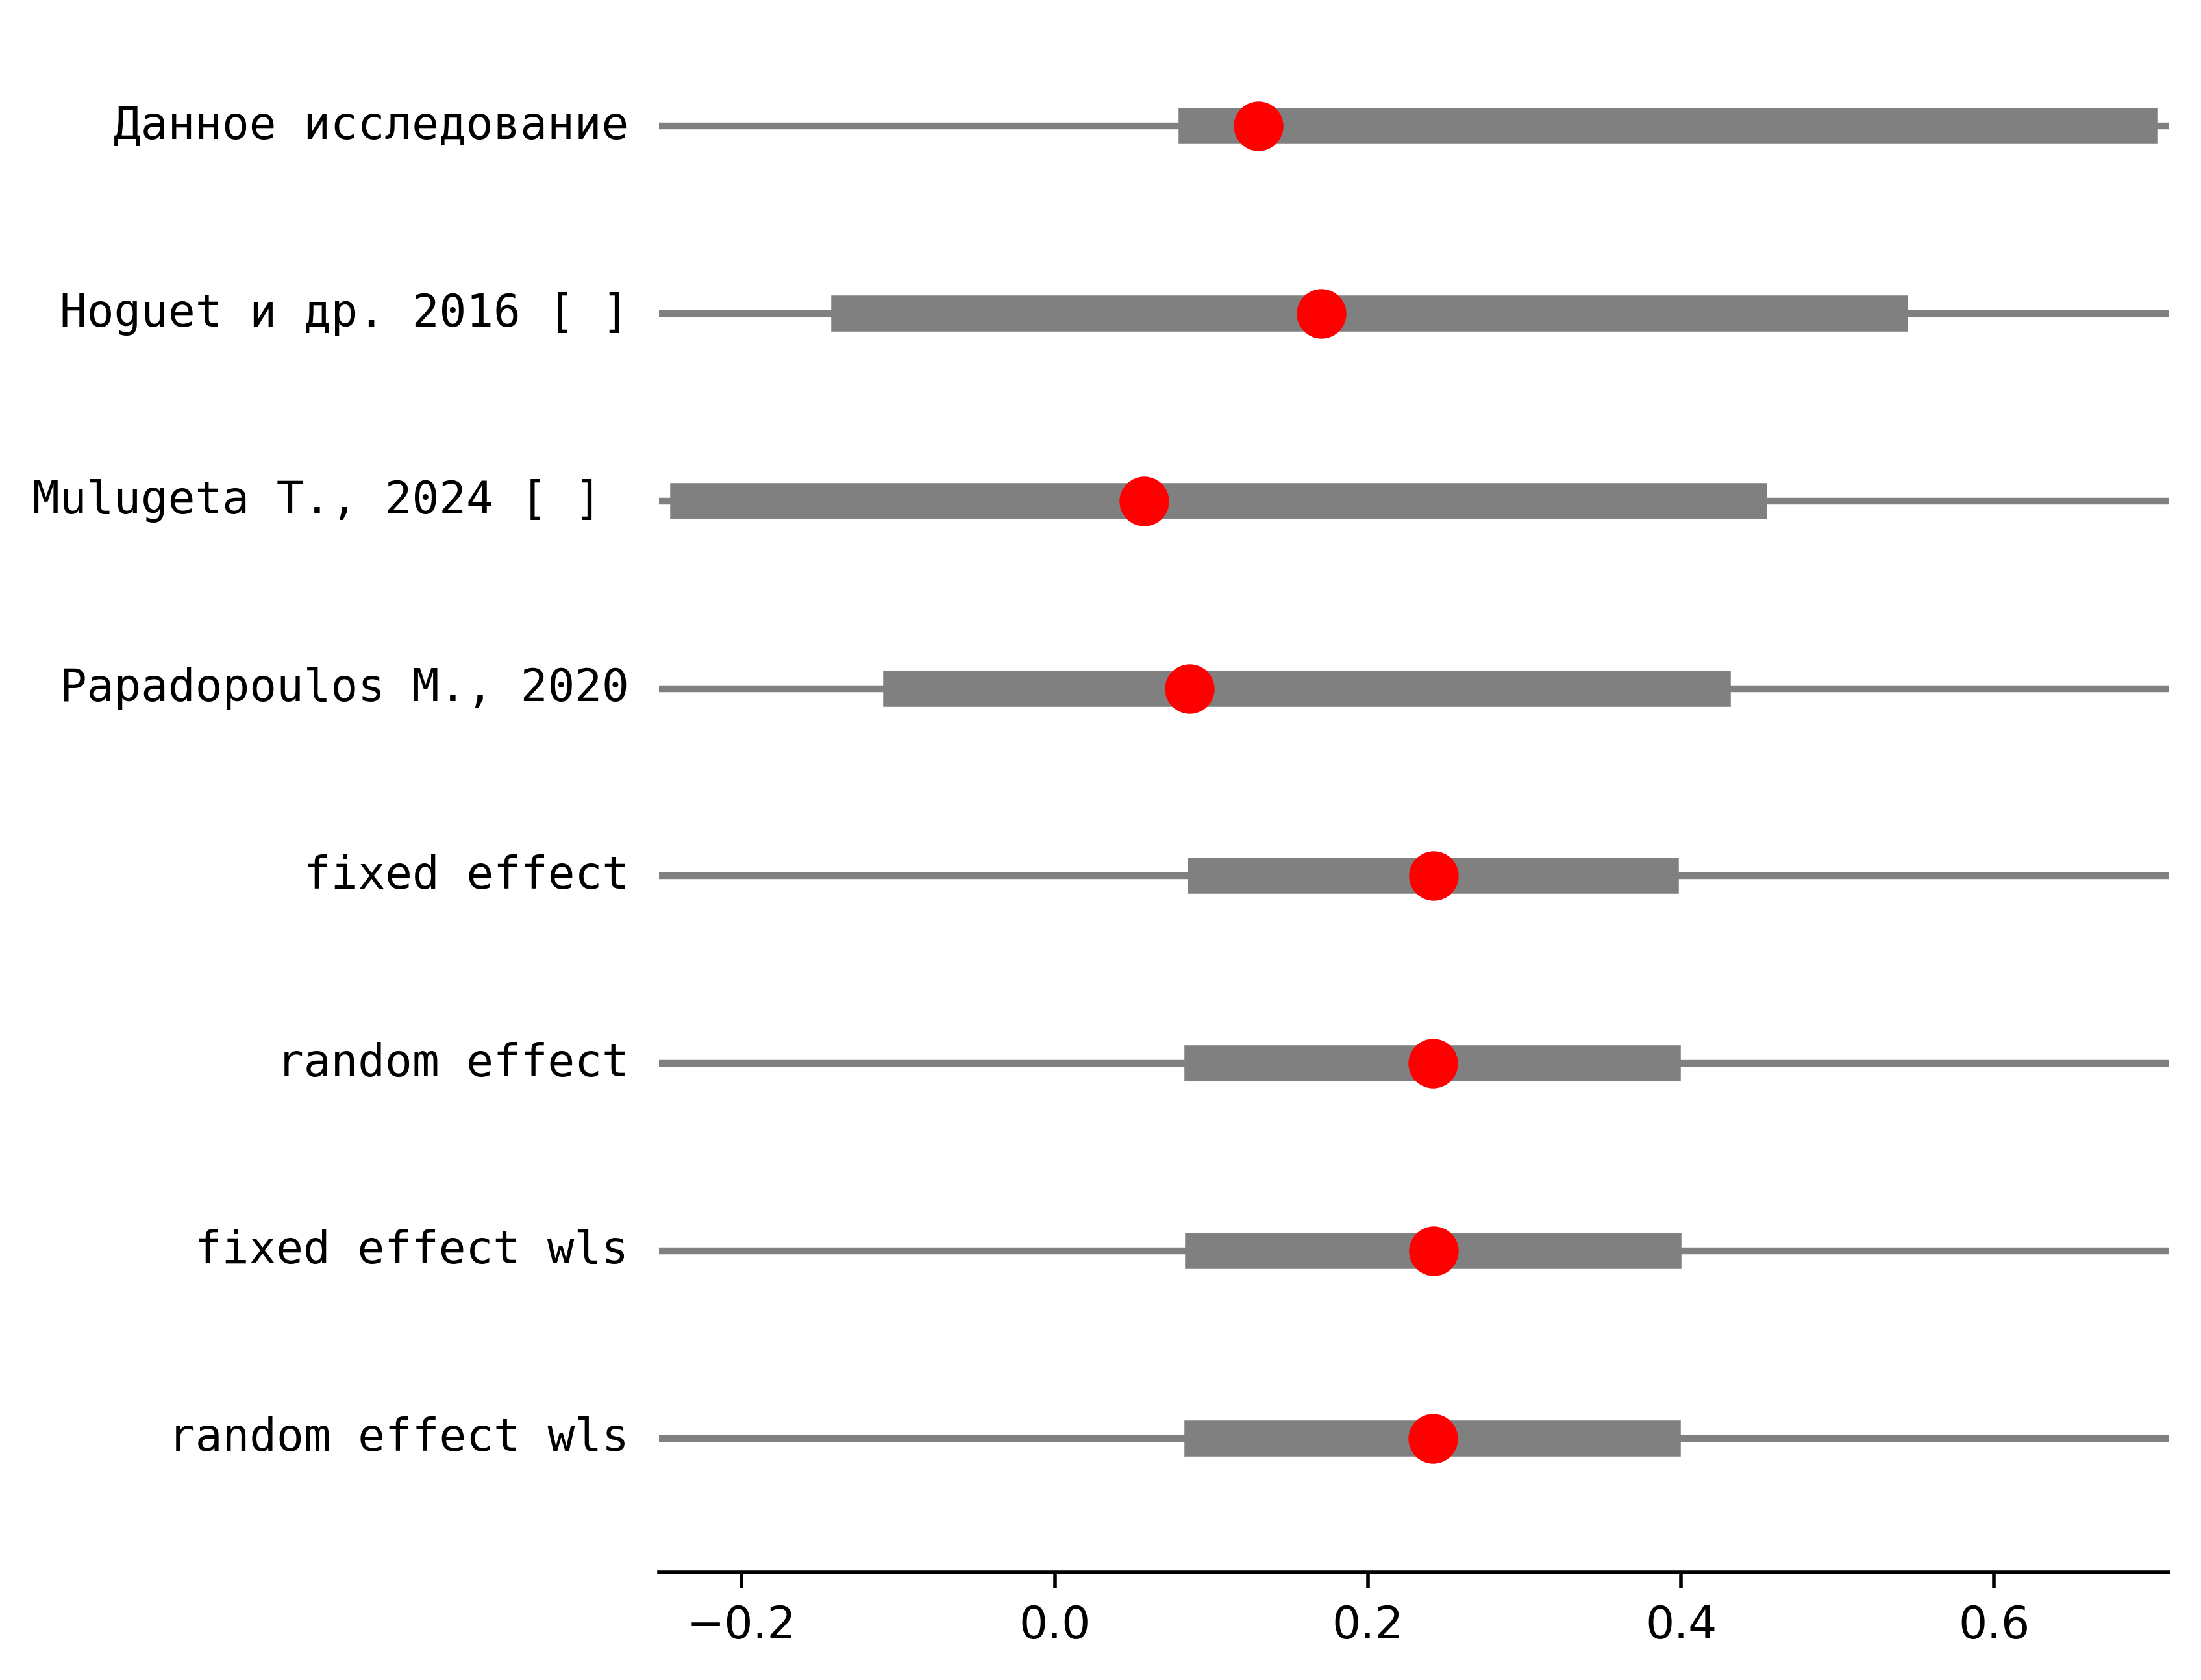 Данное исследование
Hoguet и др. 2016 [ ]
Mulugeta T., 2024 [ ]
Papadopoulos M., 2020
fixed effect
random effect
fixed effect wls
random effect wls
−0.2 0.0 0.2 0.4 0.6